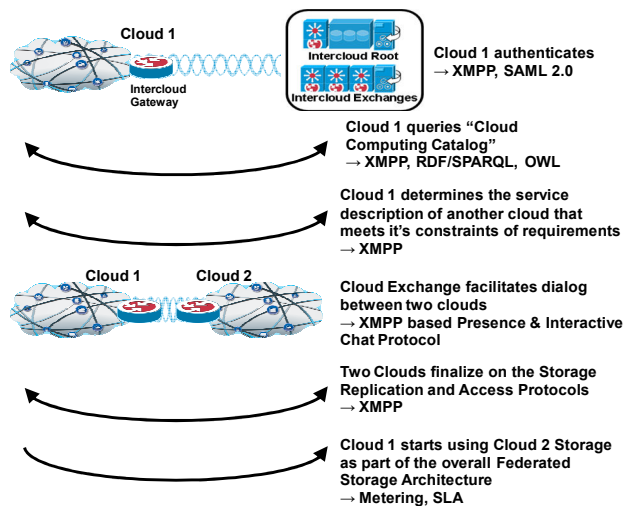 Cloud 1
Intercloud
Gateway
Intercloud Root
Intercloud Exchanges
Cloud 1 authenticates
→ XMPP, SAML 2.0
Cloud 1 queries “Cloud
Computing Catalog”
→ XMPP, RDF/SPARQL, OWL
Cloud 1 determines the service
description of another cloud that
meets it’s constraints of requirements
→ XMPP
Cloud 1
Cloud 2
Cloud Exchange facilitates dialog
between two clouds
→ XMPP based Presence & Interactive
Chat Protocol
Two Clouds finalize on the Storage
Replication and Access Protocols
→ XMPP
Cloud 1 starts using Cloud 2 Storage
as part of the overall Federated
Storage Architecture
→ Metering, SLA